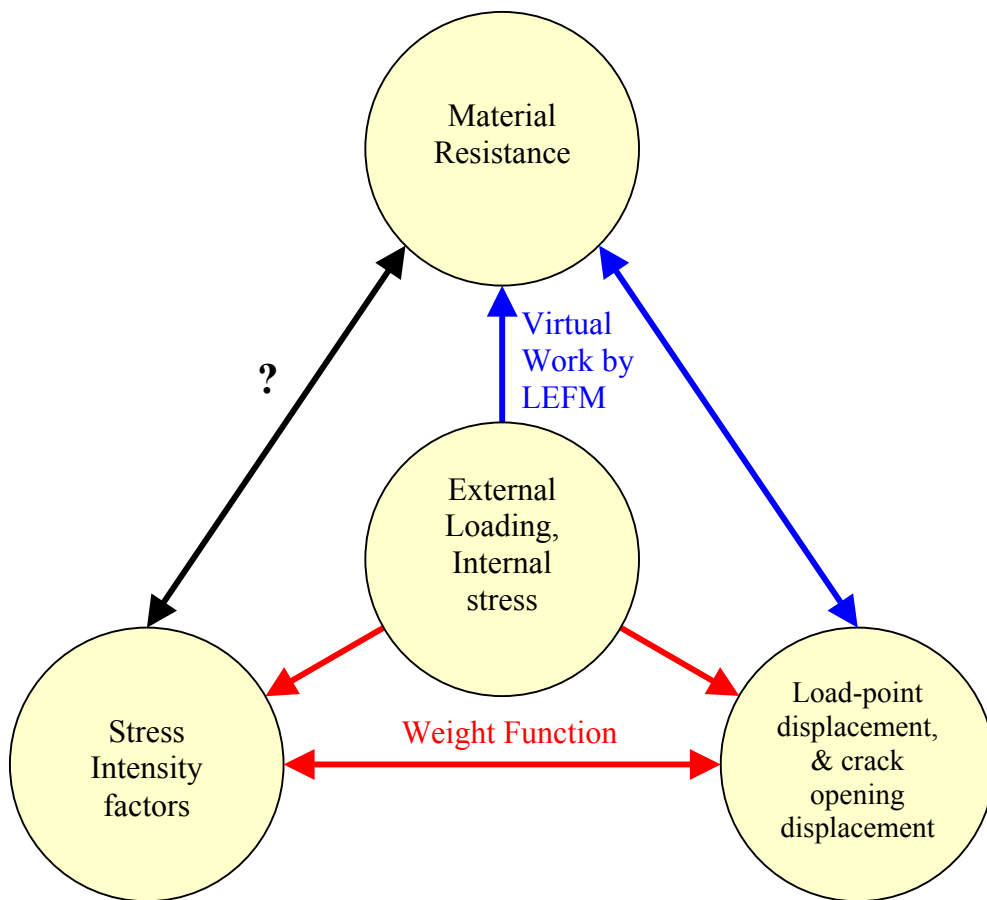 Material
Resistance
Virtual
Work by
LEFM
?
External
Loading,
Internal
stress
Stress
Intensity
factors
Weight Function
Load-point
displacement,
& crack
opening
displacement